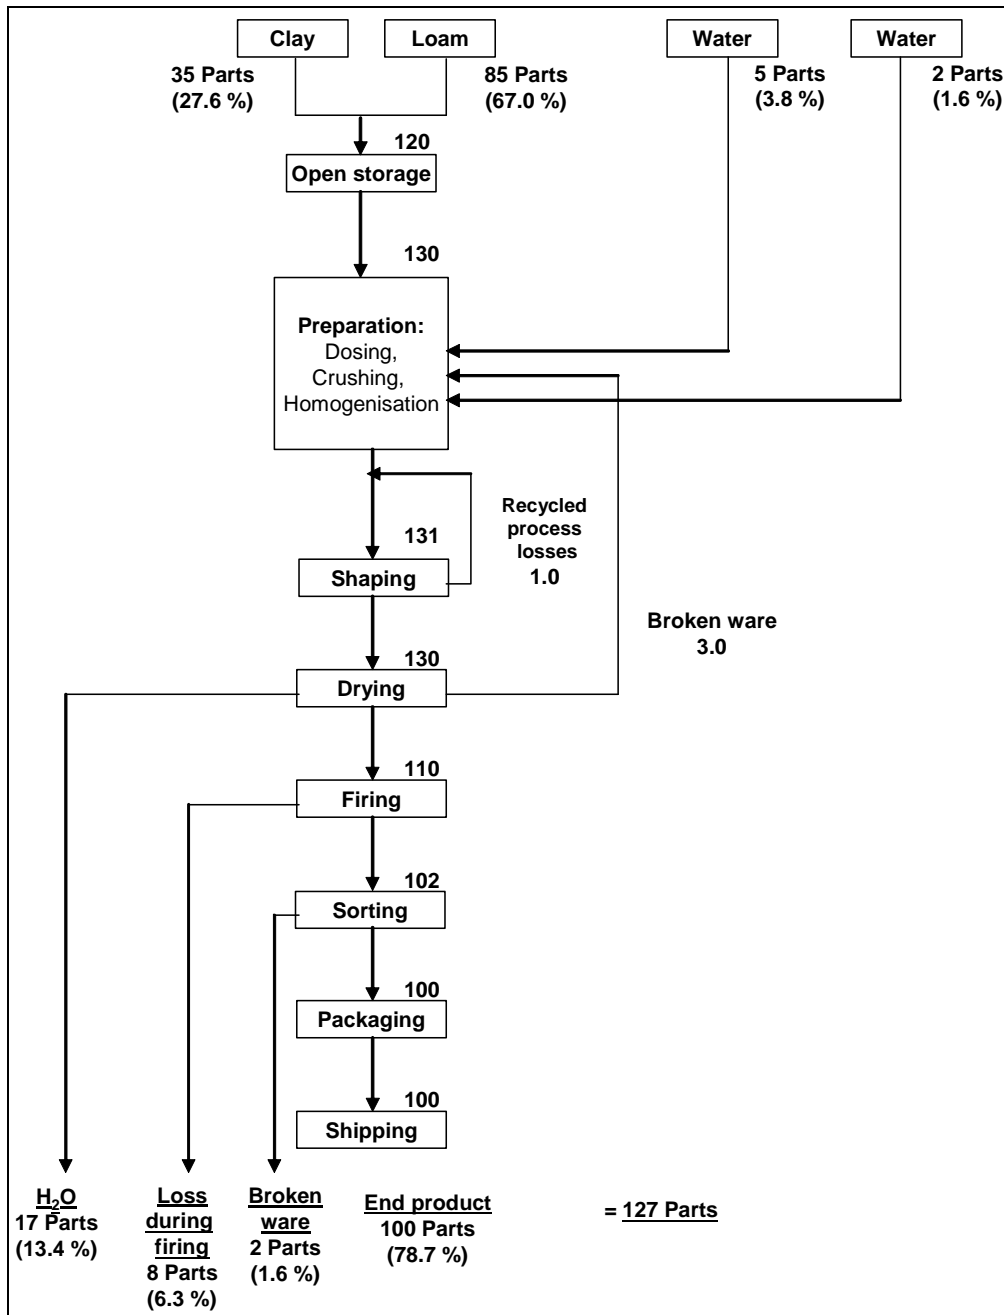 Clay
Loam
Water
Water
35 Parts
(27.6 %)
85 Parts
(67.0 %)
5 Parts
(3.8 %)
2 Parts
(1.6 %)
120
Open storage
130
Preparation:
Dosing,
Crushing,
Homogenisation
Recycled
process
losses
1.0
131
Shaping
Broken ware
3.0
130
Drying
110
Firing
102
Sorting
100
Packaging
100
Shipping
H₂O
17 Parts
(13.4 %)
Loss
during
firing
8 Parts
(6.3 %)
Broken
ware
2 Parts
(1.6 %)
End product
100 Parts
(78.7 %)
= 127 Parts